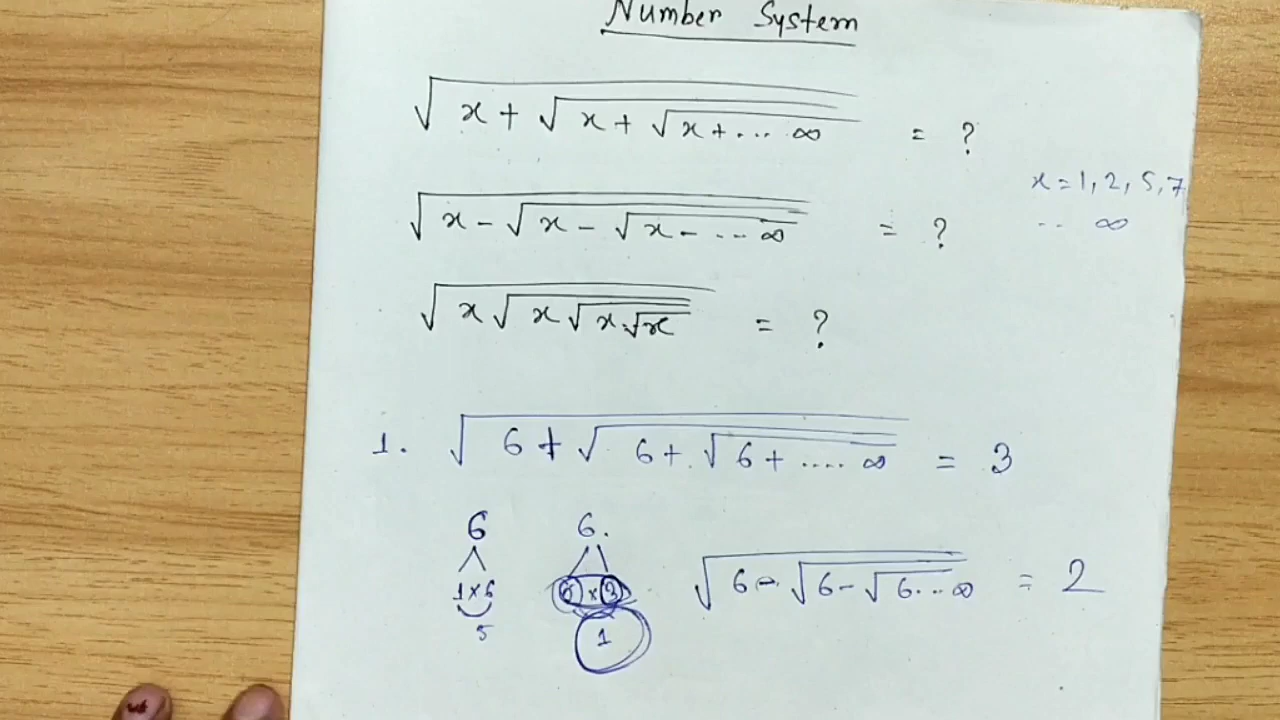 Number System
√(x + √(x + √(x + ... ∞ = ?
x = 1, 2, 5, 7
.. ∞
√(x - √(x - √(x - ... ∞ = ?
√(x √(x √(x √x = ?
1. √(6 + √(6 + √(6 + .... ∞ = 3
6 6.
1 × 6 × 3 √(6 - √(6 - √(6... ∞ = 2
5 1